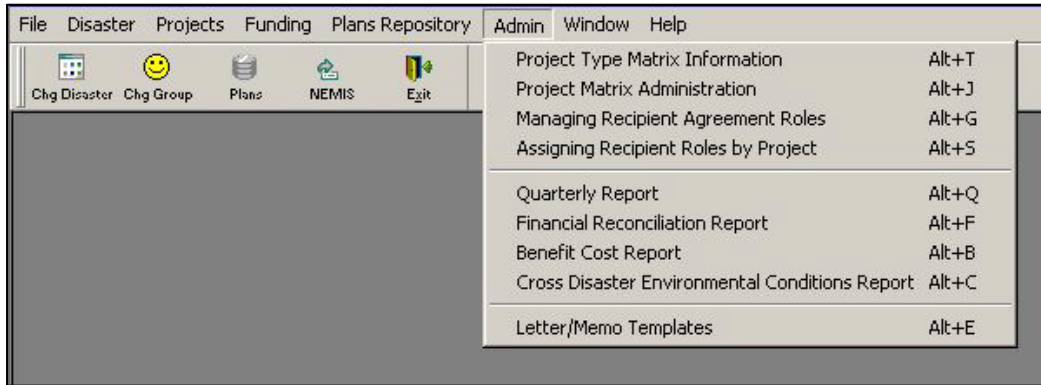 File Disaster Projects Funding Plans Repository Admin Window Help
Chg Disaster Chg Group Plans NEMIS Exit
Project Type Matrix Information Alt+T
Project Matrix Administration Alt+J
Managing Recipient Agreement Roles Alt+G
Assigning Recipient Roles by Project Alt+S
Quarterly Report Alt+Q
Financial Reconciliation Report Alt+F
Benefit Cost Report Alt+B
Cross Disaster Environmental Conditions Report Alt+C
Letter/Memo Templates Alt+E